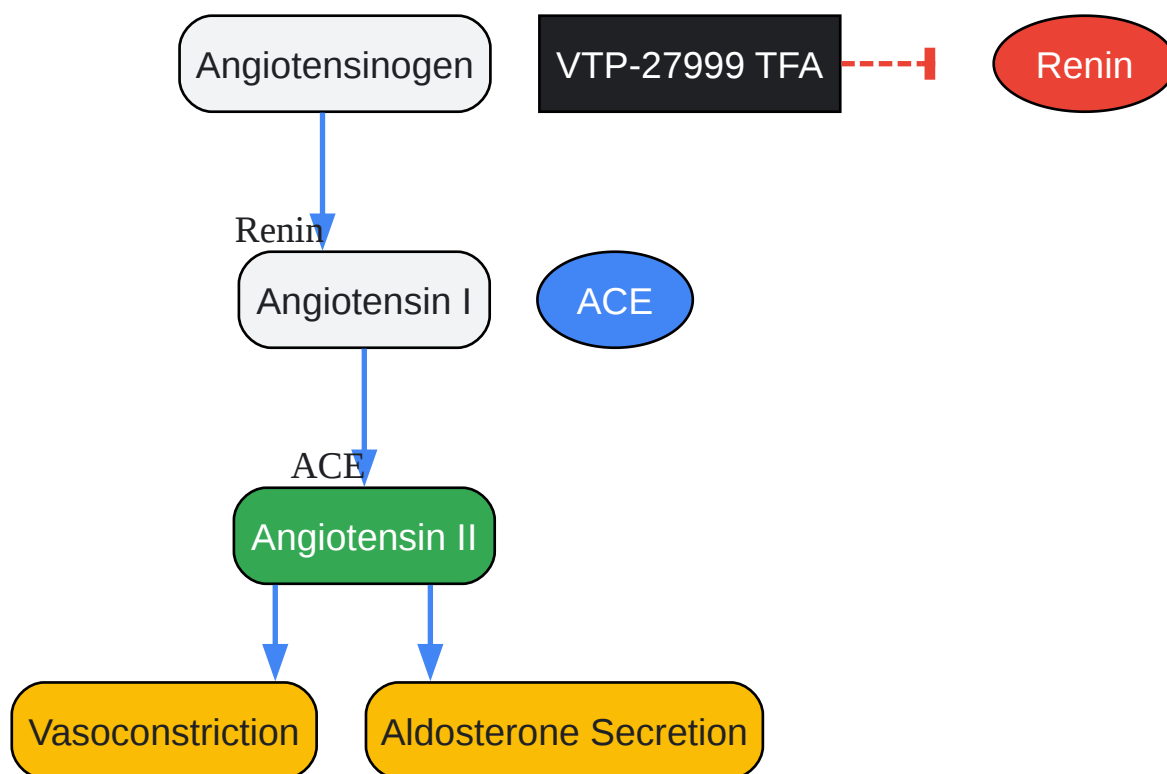 Angiotensinogen
VTP-27999 TFA
Renin
Renin
Angiotensin I
ACE
ACE
Angiotensin II
Vasoconstriction
Aldosterone Secretion